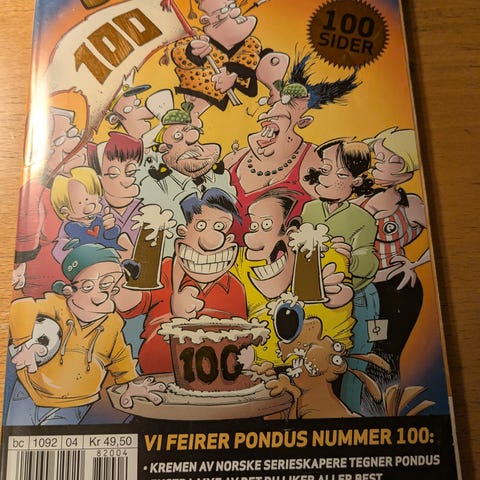 100
100
SIDER
100
bc 1092 04 Kr 49,50
82004
VI FEIRER PONDUS NUMMER 100:
• KREMEN AV NORSKE SERIESKAPERE TEGNER PONDUS